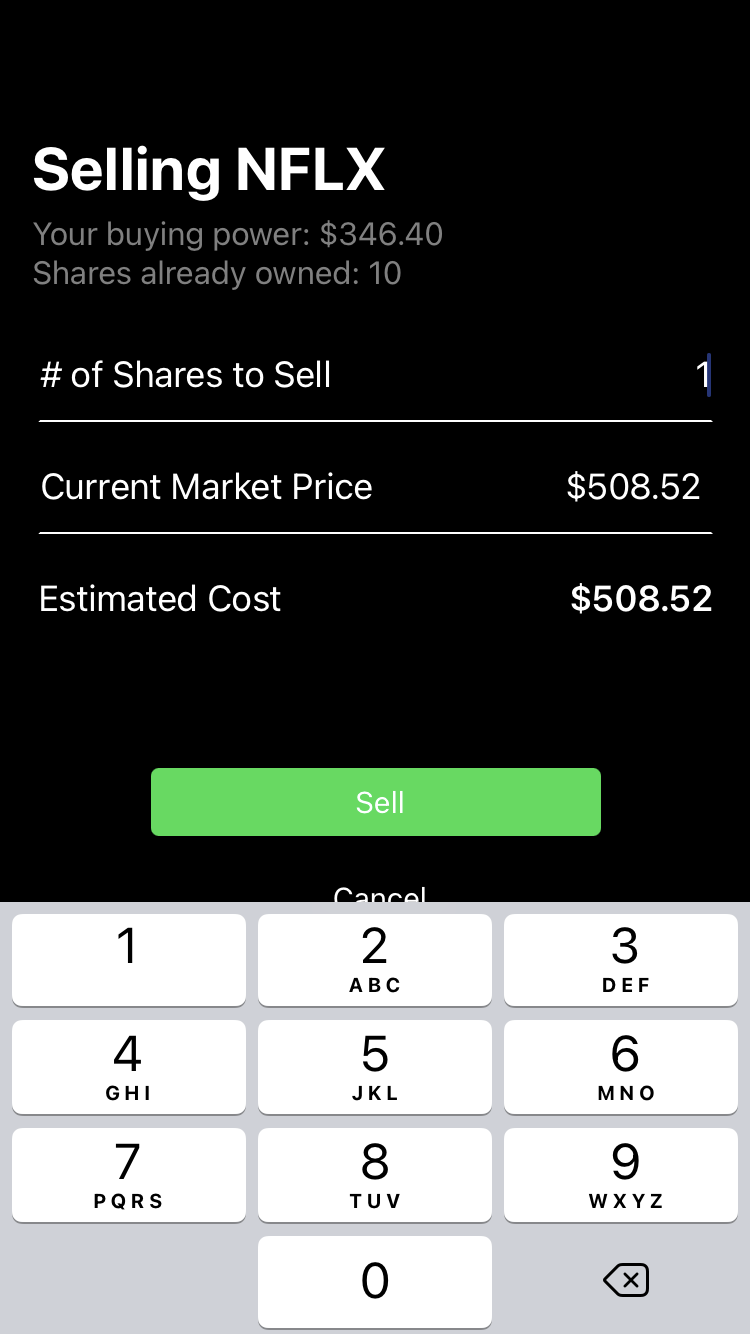 Selling NFLX
Your buying power: $346.40
Shares already owned: 10
# of Shares to Sell 1
Current Market Price $508.52
Estimated Cost $508.52
Sell
Cancel
1 2 3
ABC DEF
4 5 6
GHI JKL MNO
7 8 9
PQRS TUV WXYZ
0